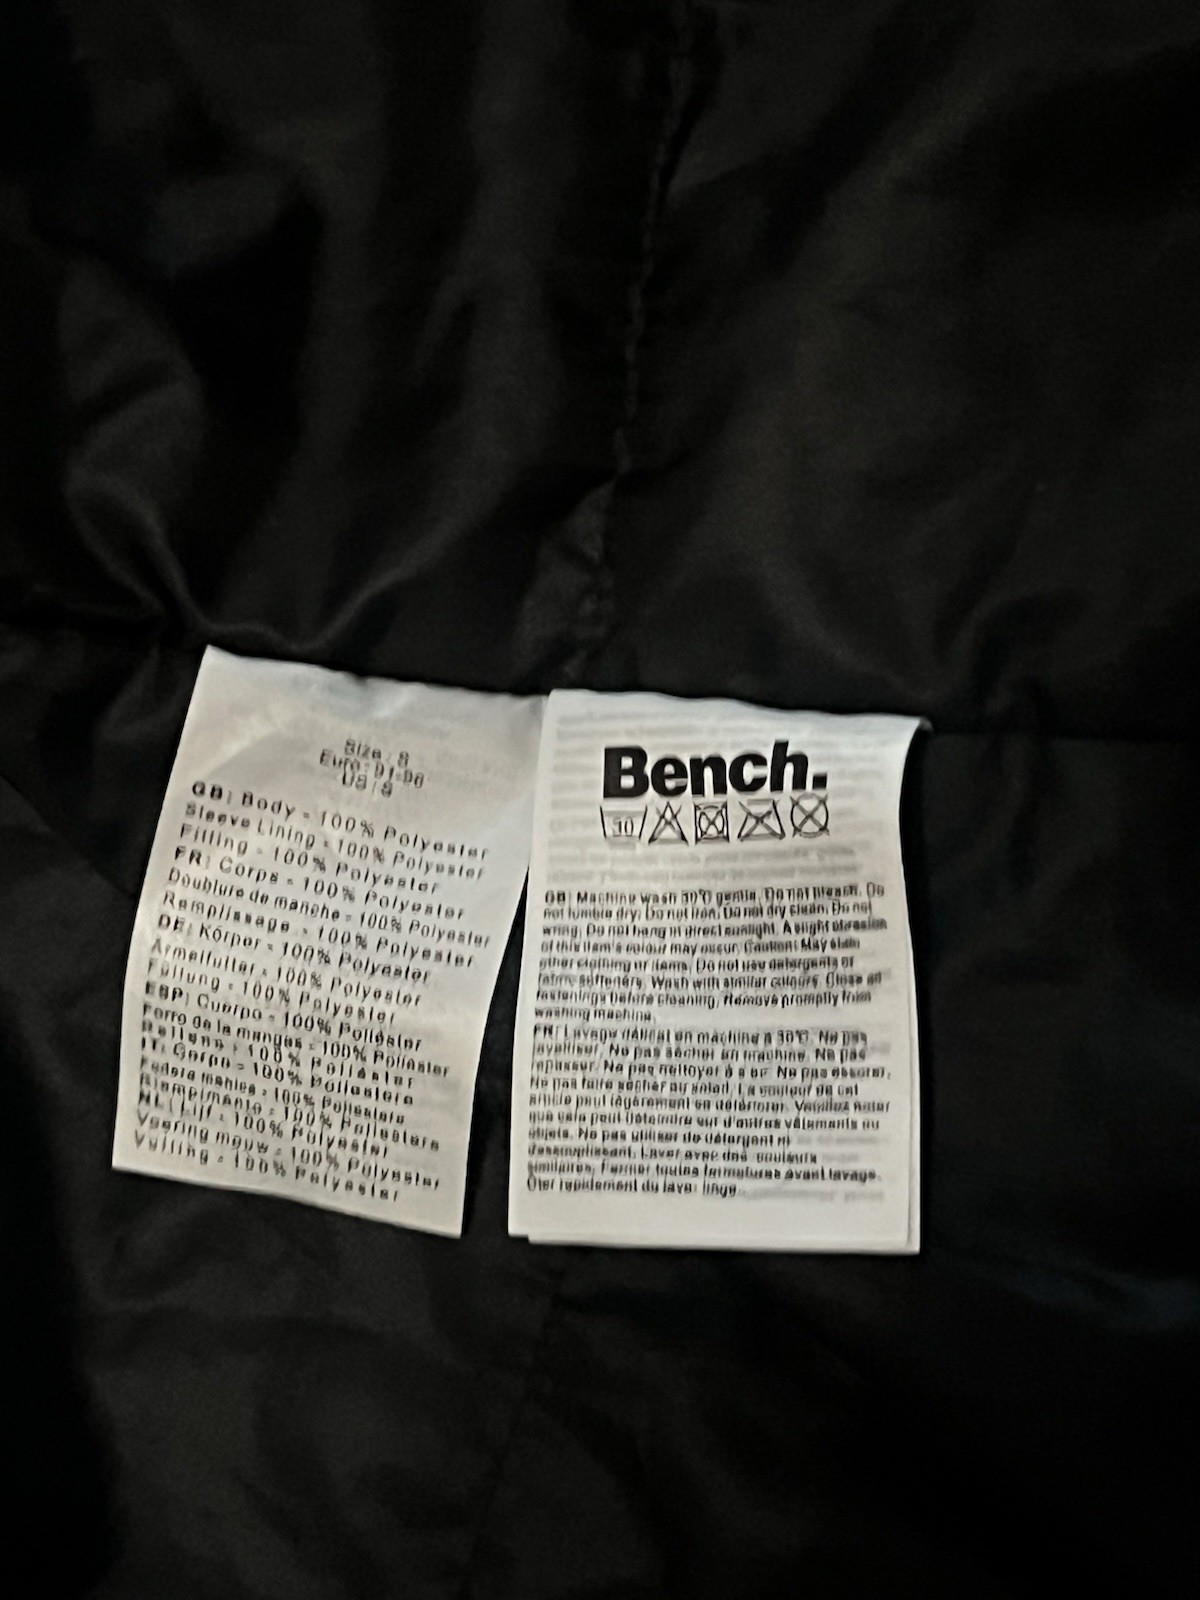 Size : S
Euro : 91-96
US : S
GB: Body = 100% Polyester
Sleeve Lining = 100% Polyester
Filling = 100% Polyester
FR: Corps = 100% Polyester
Doublure de manche = 100% Polyester
Remplissage = 100% Polyester
DE: Körper = 100% Polyester
Armelfutter = 100% Polyester
Füllung = 100% Polyester
ESP: Cuerpo = 100% Poliéster
Forro de la mangas = 100% Poliéster
Relleno = 100% Poliéster
IT: Corpo = 100% Poliestere
Fodera manica = 100% Poliestere
Riempimento = 100% Poliestere
NL: Lijf = 100% Polyester
Voering mouw = 100% Polyester
Vulling = 100% Polyester
Bench.
30
GB: Machine wash 30°C gentle. Do not bleach. Do
not tumble dry. Do not iron. Do not dry clean. Do not
wring. Do not hang in direct sunlight. A slight abrasion
of this item's colour may occur. Caution: May stain
other clothing or items. Do not use detergents or
fabric softeners. Wash with similar colours. Close all
fastenings before cleaning. Remove promptly from
washing machine.
FR: Lavage délicat en machine à 30°C. Ne pas
javelliser. Ne pas sécher en machine. Ne pas
repasser. Ne pas nettoyer à sec. Ne pas essorer.
Ne pas faire sécher au soleil. La couleur de cet
article peut légèrement en détériorer. Veuillez noter
que cela peut déteindre sur d'autres vêtements ou
objets. Ne pas utiliser de détergent ni
d'assouplissant. Laver avec des couleurs
similaires. Fermer toutes fermetures avant lavage.
Oter rapidement du lave linge.